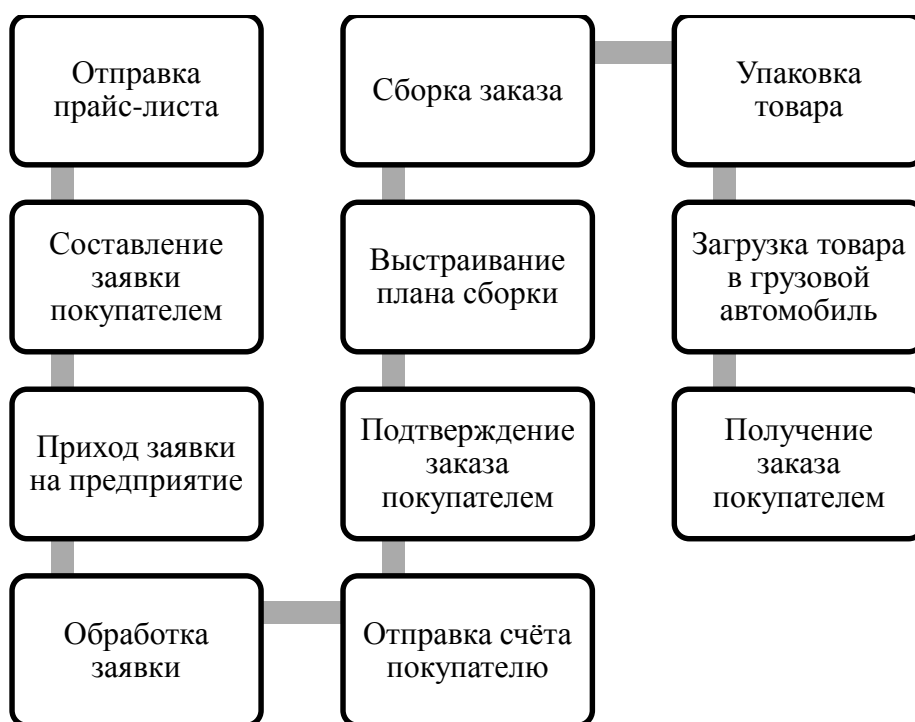 Отправка
прайс-листа
Составление
заявки
покупателем
Приход заявки
на предприятие
Обработка
заявки
Отправка счёта
покупателю
Подтверждение
заказа
покупателем
Выстраивание
плана сборки
Сборка заказа
Упаковка
товара
Загрузка товара
в грузовой
автомобиль
Получение
заказа
покупателем